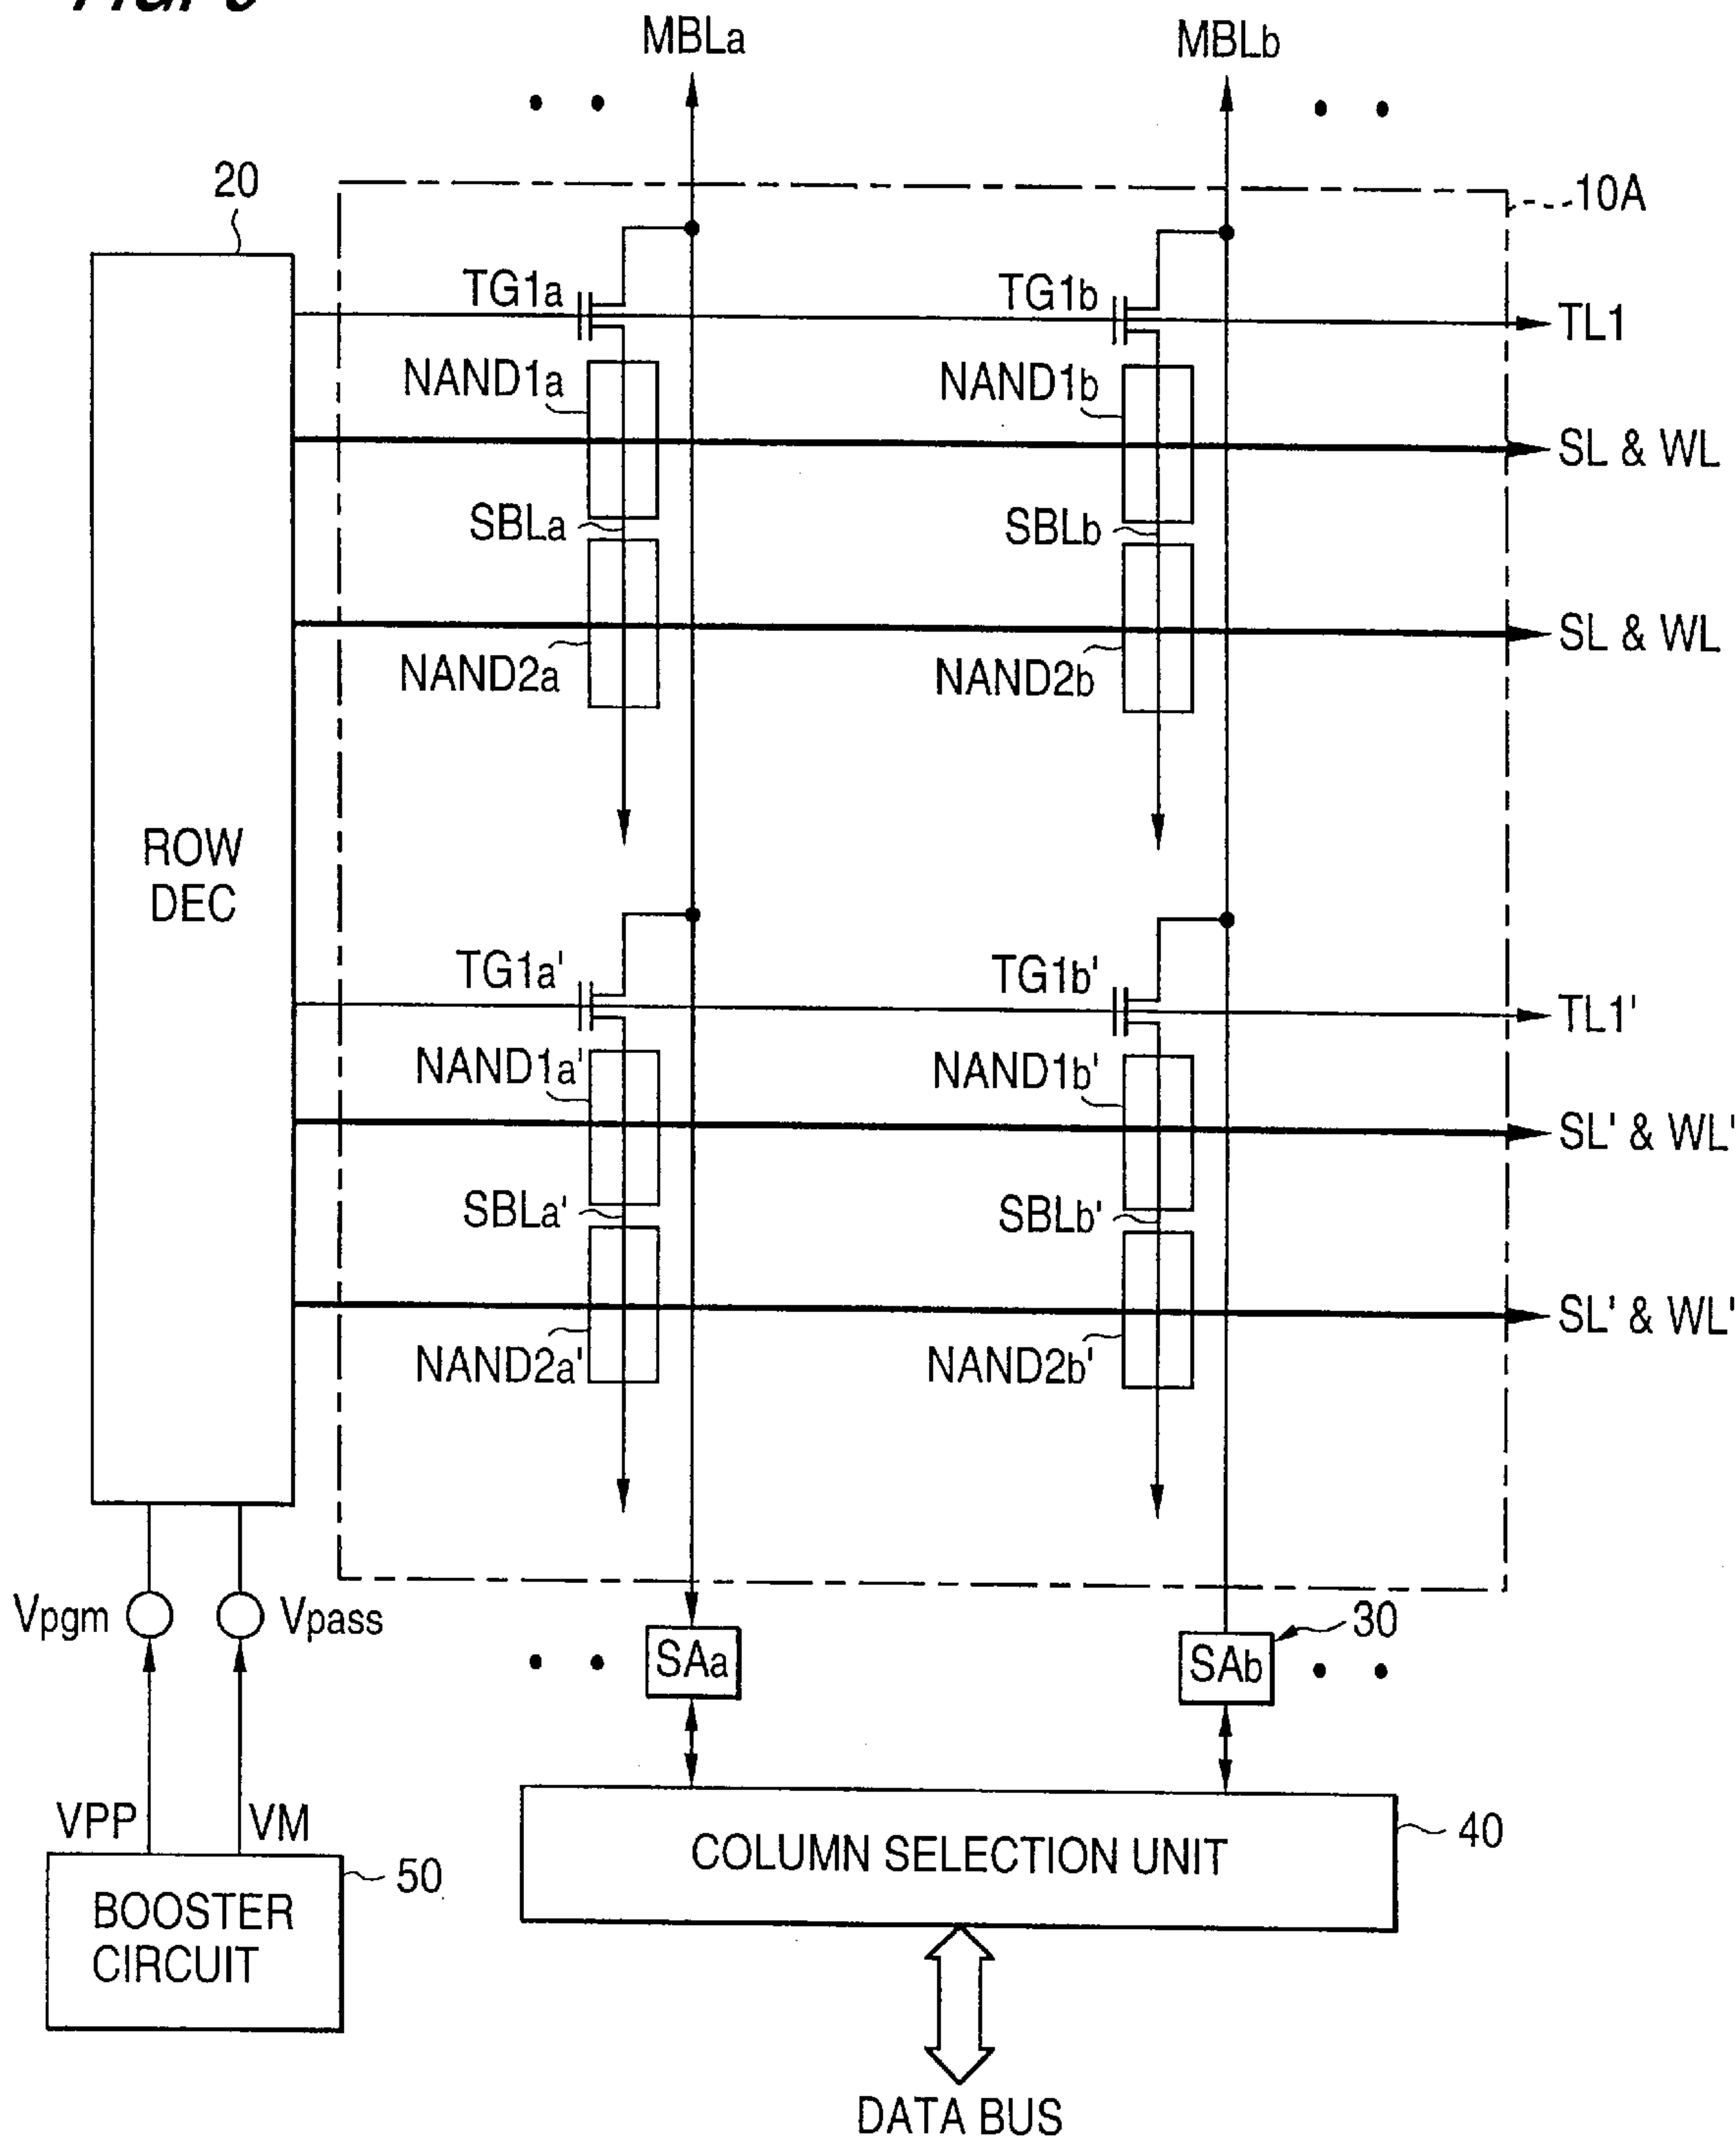 MBLa
MBLb
20
10A
TG1a
TG1b
TL1
NAND1a
NAND1b
SL & WL
SBLa
SBLb
SL & WL
NAND2a
NAND2b
ROW
DEC
TG1a'
TG1b'
TL1'
NAND1a'
NAND1b'
SL' & WL'
SBLa'
SBLb'
SL' & WL'
NAND2a'
NAND2b'
Vpgm
Vpass
30
SAa
SAb
VPP
VM
COLUMN SELECTION UNIT
40
50
BOOSTER
CIRCUIT
DATA BUS